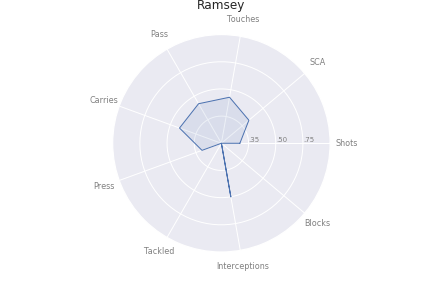 Ramsey
Touches
Pass
SCA
Carries
.35
.50
.75
Shots
Press
Blocks
Tackled
Interceptions